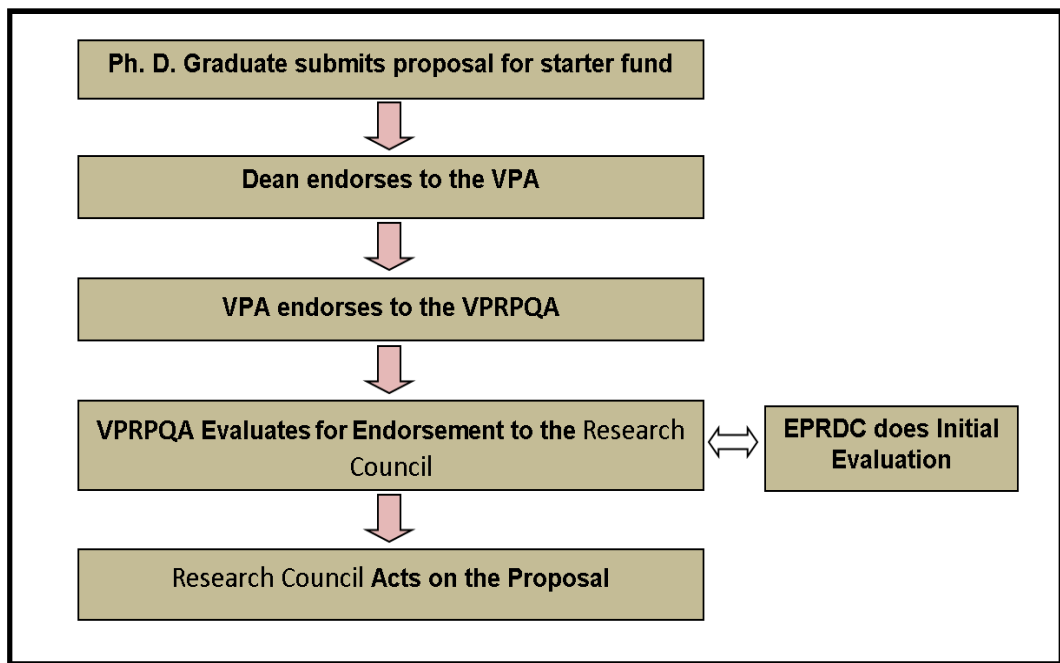 Ph. D. Graduate submits proposal for starter fund
Dean endorses to the VPA
VPA endorses to the VPRPQA
VPRPQA Evaluates for Endorsement to the Research
Council
EPRDC does Initial
Evaluation
Research Council Acts on the Proposal